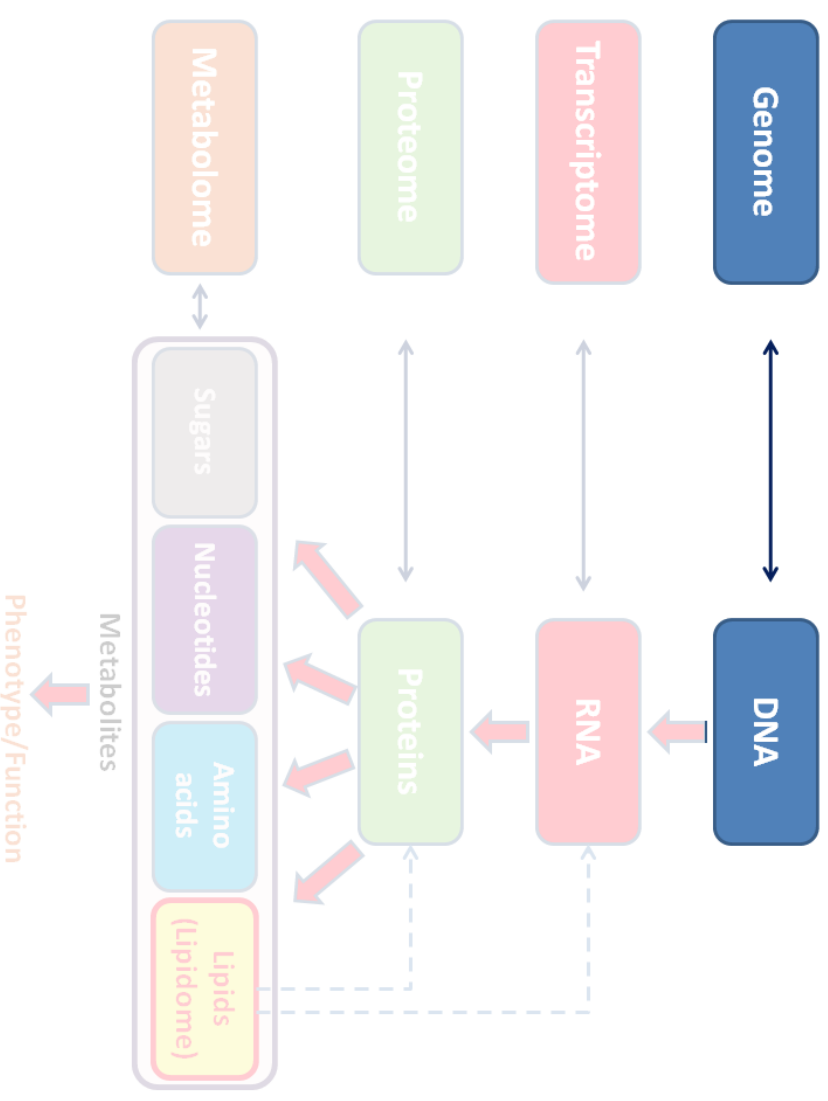 Genome
DNA
Transcriptome
RNA
Proteome
Proteins
Metabolome
Sugars
Nucleotides
Amino
acids
Lipids
(Lipidome)
Metabolites
Phenotype/Function